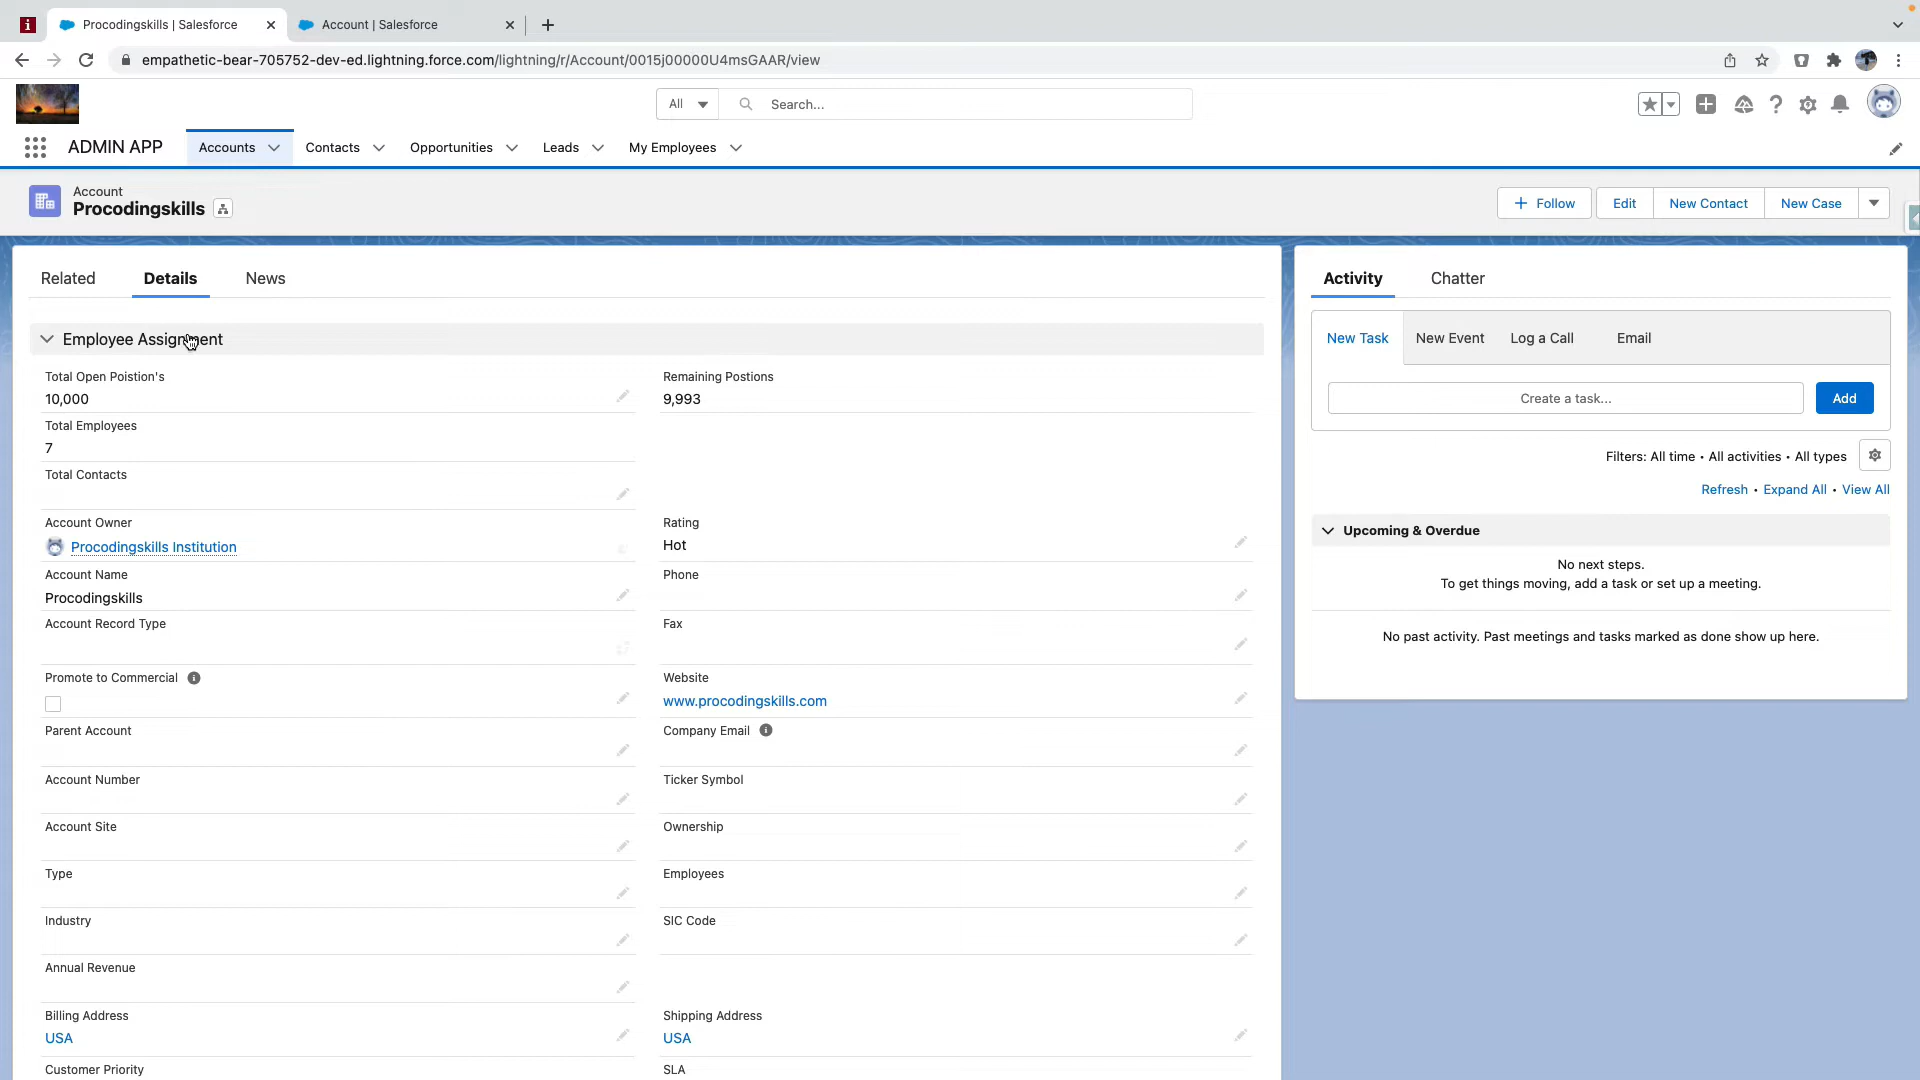 Procodingskills | Salesforce
Account | Salesforce
empathetic-bear-705752-dev-ed.lightning.force.com/lightning/r/Account/0015j00000U4msGAAR/view
All
Search...
ADMIN APP
Accounts
Contacts
Opportunities
Leads
My Employees
Account
Procodingskills
Follow
Edit
New Contact
New Case
Related
Details
News
Employee Assignment
Total Open Poistion's
10,000
Remaining Postions
9,993
Total Employees
7
Total Contacts
Account Owner
Procodingskills Institution
Rating
Hot
Account Name
Procodingskills
Phone
Account Record Type
Fax
Promote to Commercial
Website
www.procodingskills.com
Parent Account
Company Email
Account Number
Ticker Symbol
Account Site
Ownership
Type
Employees
Industry
SIC Code
Annual Revenue
Billing Address
USA
Shipping Address
USA
Customer Priority
SLA
Activity
Chatter
New Task
New Event
Log a Call
Email
Create a task...
Add
Filters: All time • All activities • All types
Refresh • Expand All • View All
Upcoming & Overdue
No next steps.
To get things moving, add a task or set up a meeting.
No past activity. Past meetings and tasks marked as done show up here.